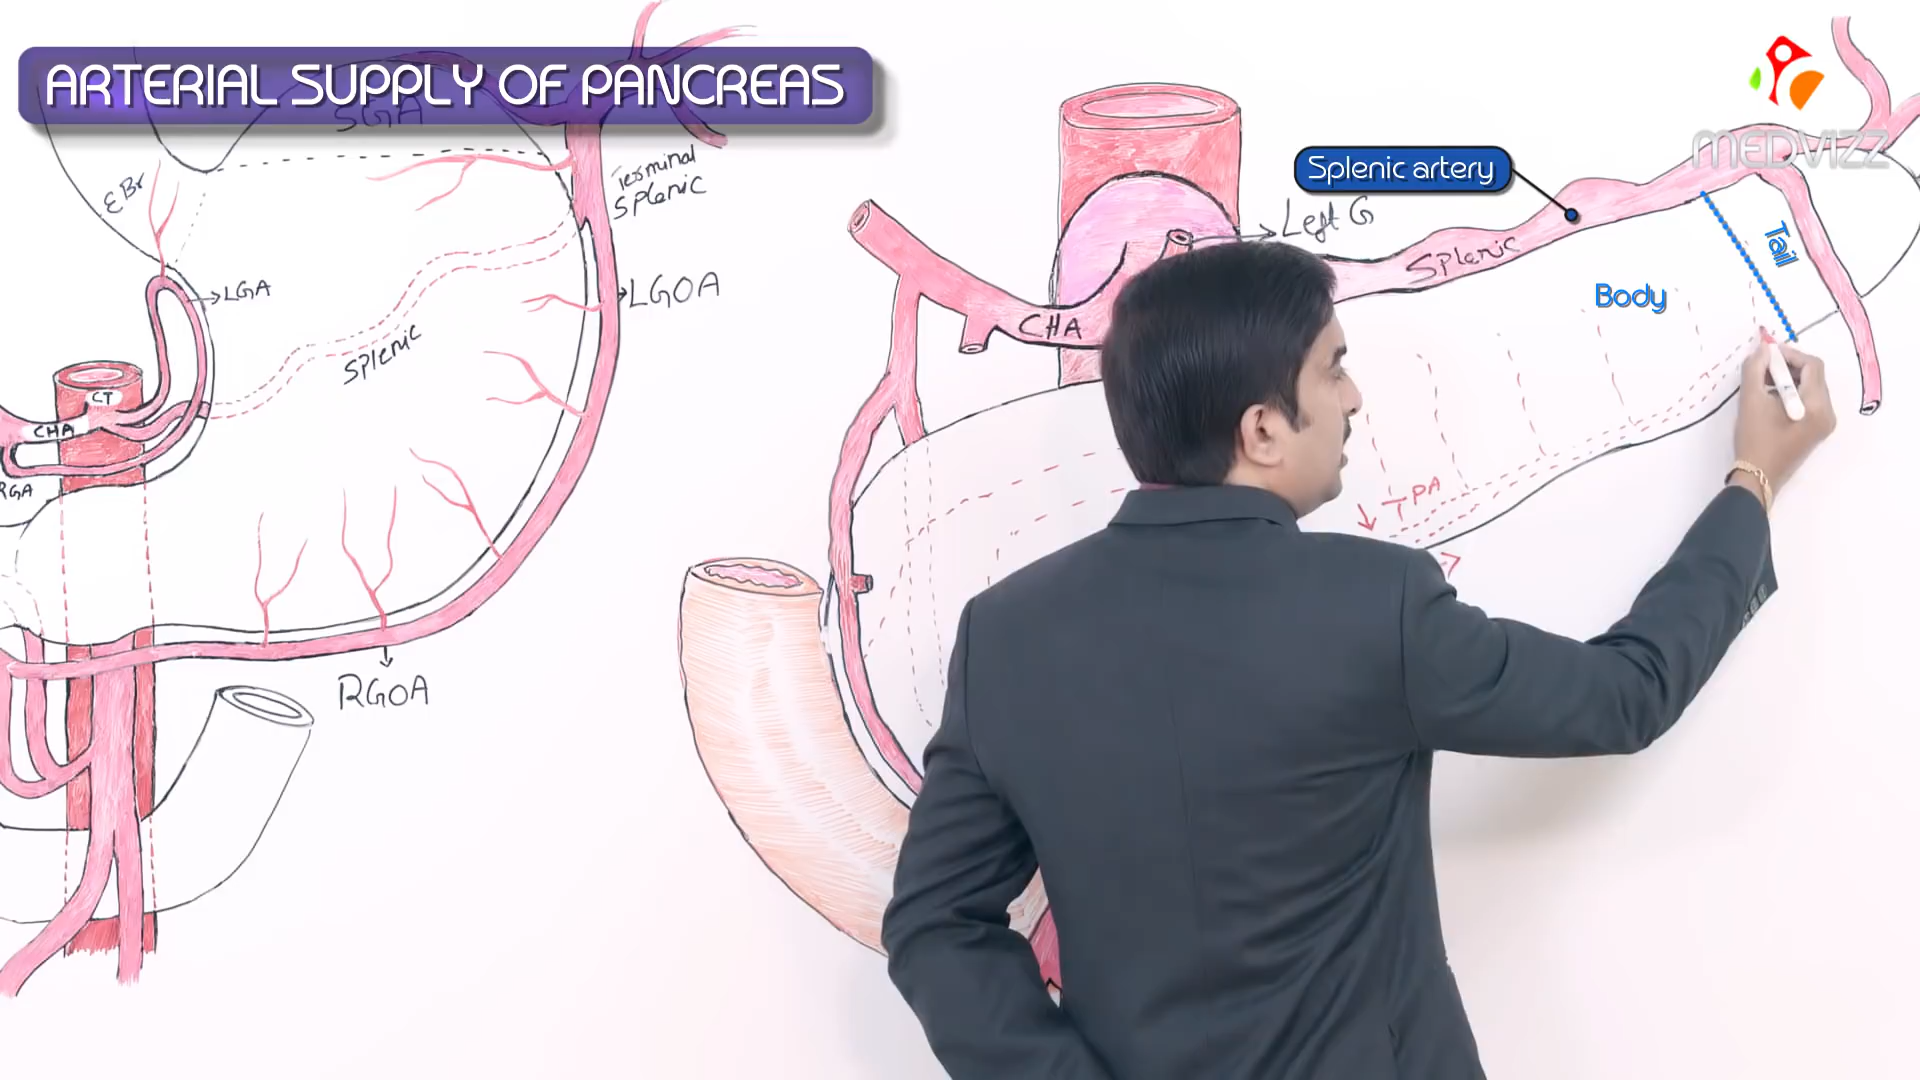 ARTERIAL SUPPLY OF PANCREAS
MEDVIZZ
SGA
Terminal
Splenic
Splenic artery
Left G
EBr
Splenic
Tail
Body
LGA
LGOA
CHA
Splenic
CT
CHA
RGA
TPA
RGOA